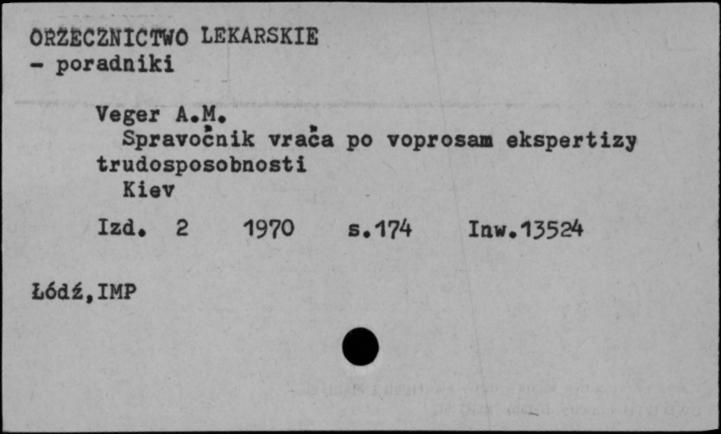 ORZECZNICTWO LEKARSKIE
- poradniki
Veger A.M.
Spravočnik vrača po voprosam ekspertizy
trudosposobnosti
Kiev
Izd. 2 1970 s.174 Inw.13524
Łódź,IMP